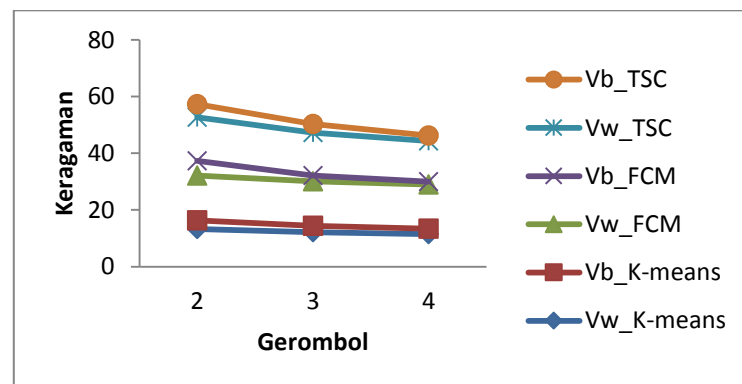 80
60
40
20
0
Keragaman
2 3 4
Gerombol
Vb_TSC
Vw_TSC
Vb_FCM
Vw_FCM
Vb_K-means
Vw_K-means